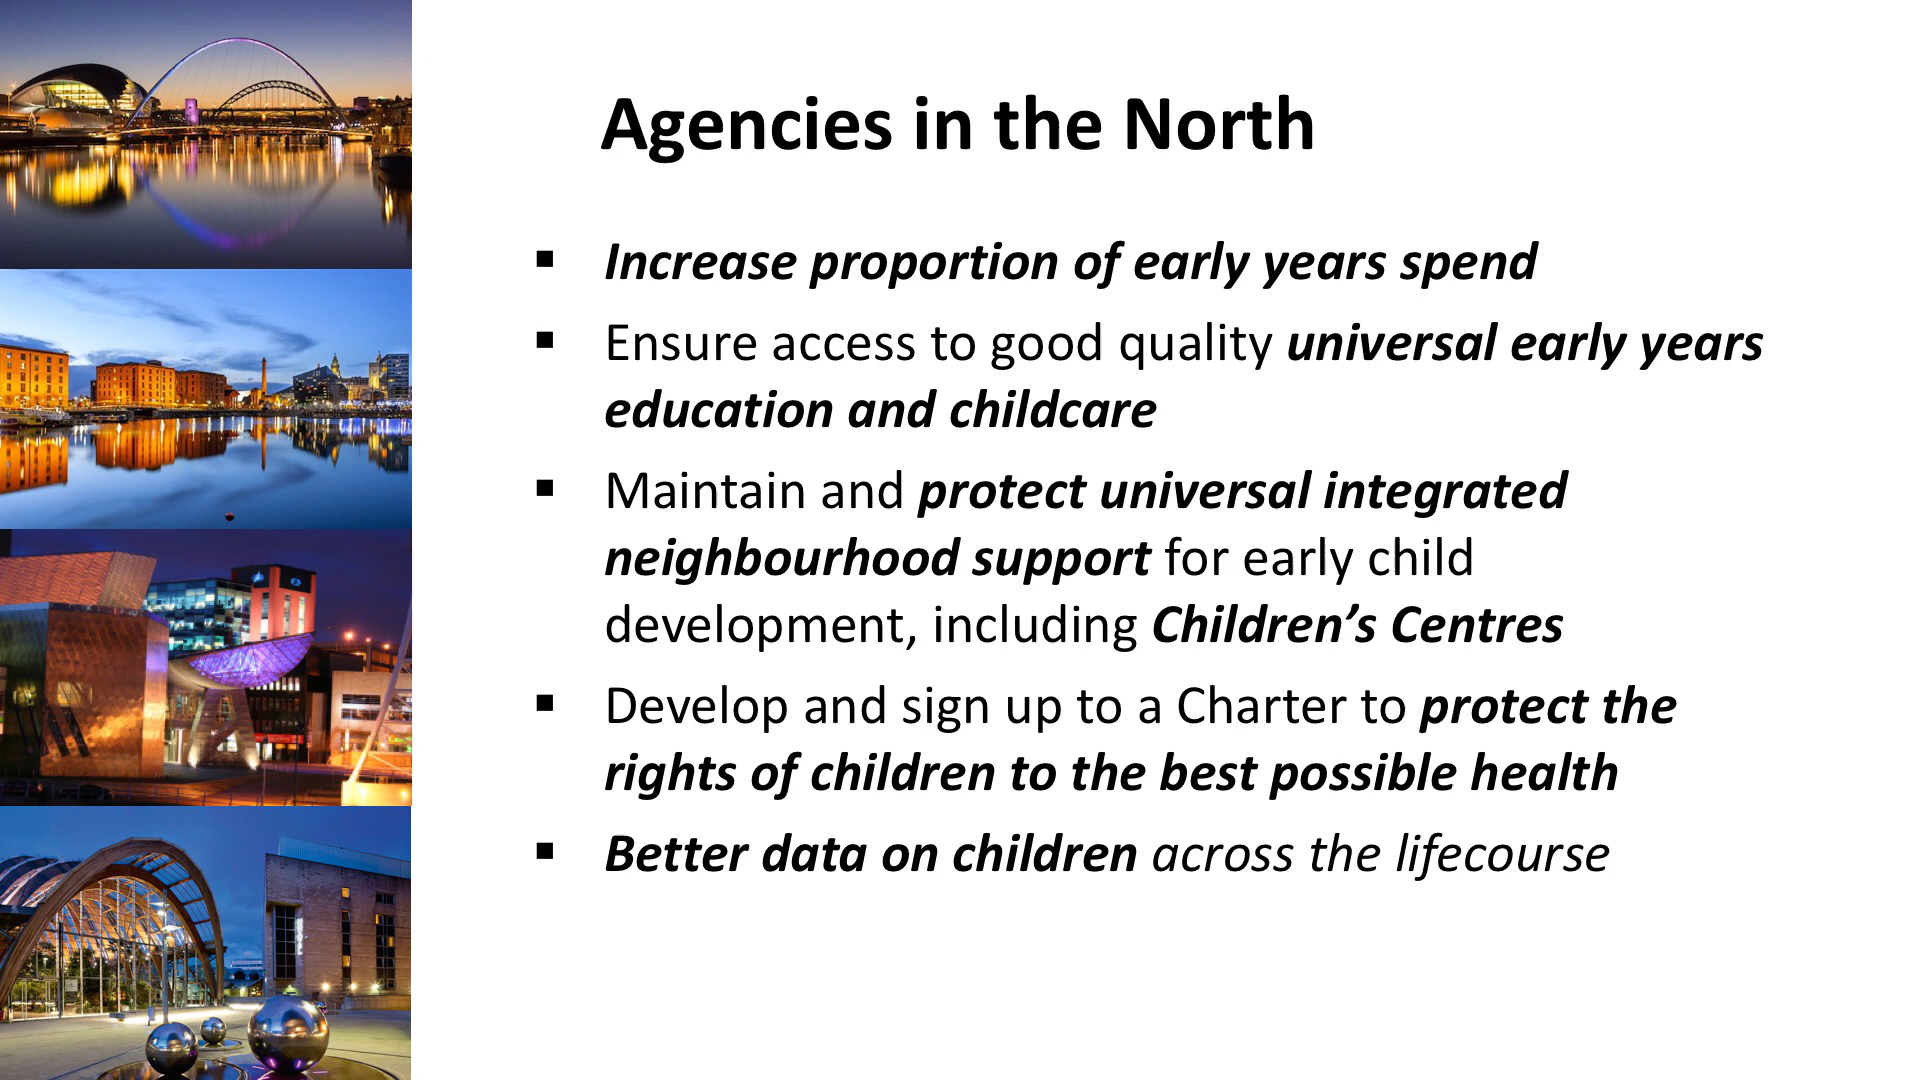 Agencies in the North
▪ Increase proportion of early years spend
▪ Ensure access to good quality universal early years
education and childcare
▪ Maintain and protect universal integrated
neighbourhood support for early child
development, including Children’s Centres
▪ Develop and sign up to a Charter to protect the
rights of children to the best possible health
▪ Better data on children across the lifecourse